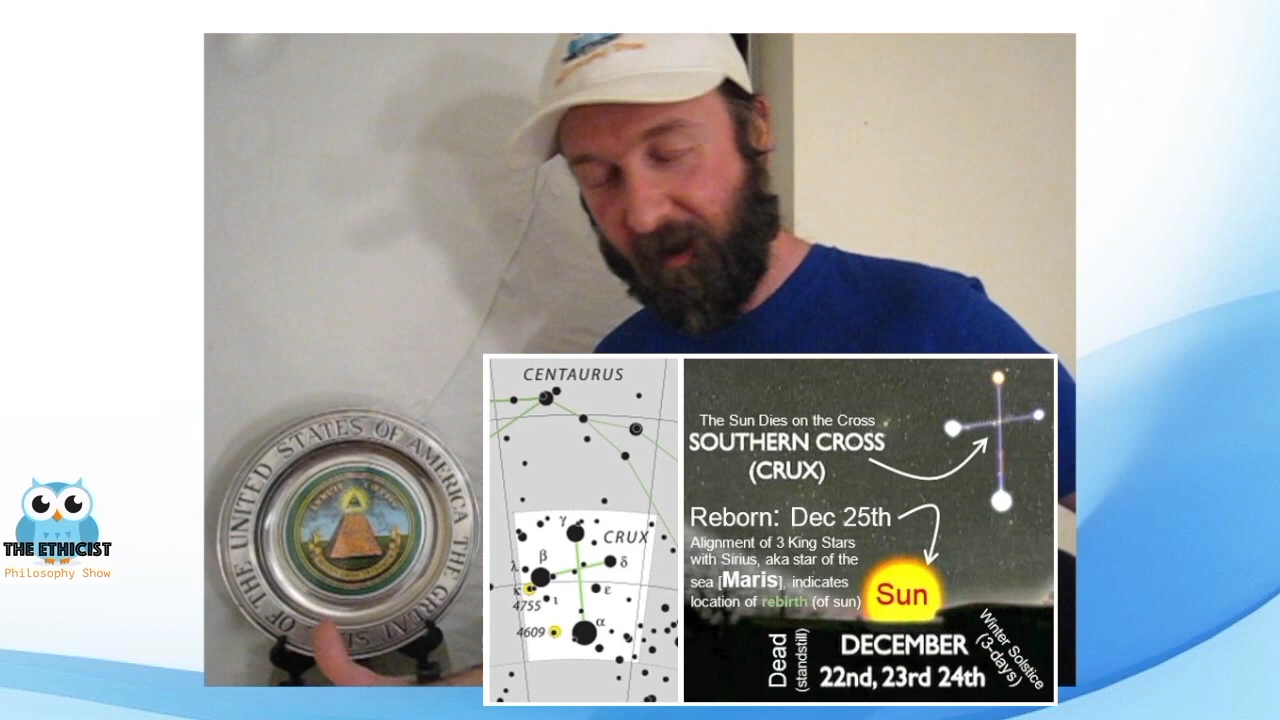 UNITED STATES OF AMERICA THE GREAT SEAL OF THE
THE ETHICIST
Philosophy Show
CENTAURUS
γ
CRUX
β
δ
λ
κ
ε
ι
4755
α
4609
The Sun Dies on the Cross
SOUTHERN CROSS
(CRUX)
Reborn: Dec 25th
Alignment of 3 King Stars
with Sirius, aka star of the
sea [Maris], indicates
location of rebirth (of sun)
Sun
Dead
(standstill)
DECEMBER
22nd, 23rd 24th
Winter Solstice
(3-days)